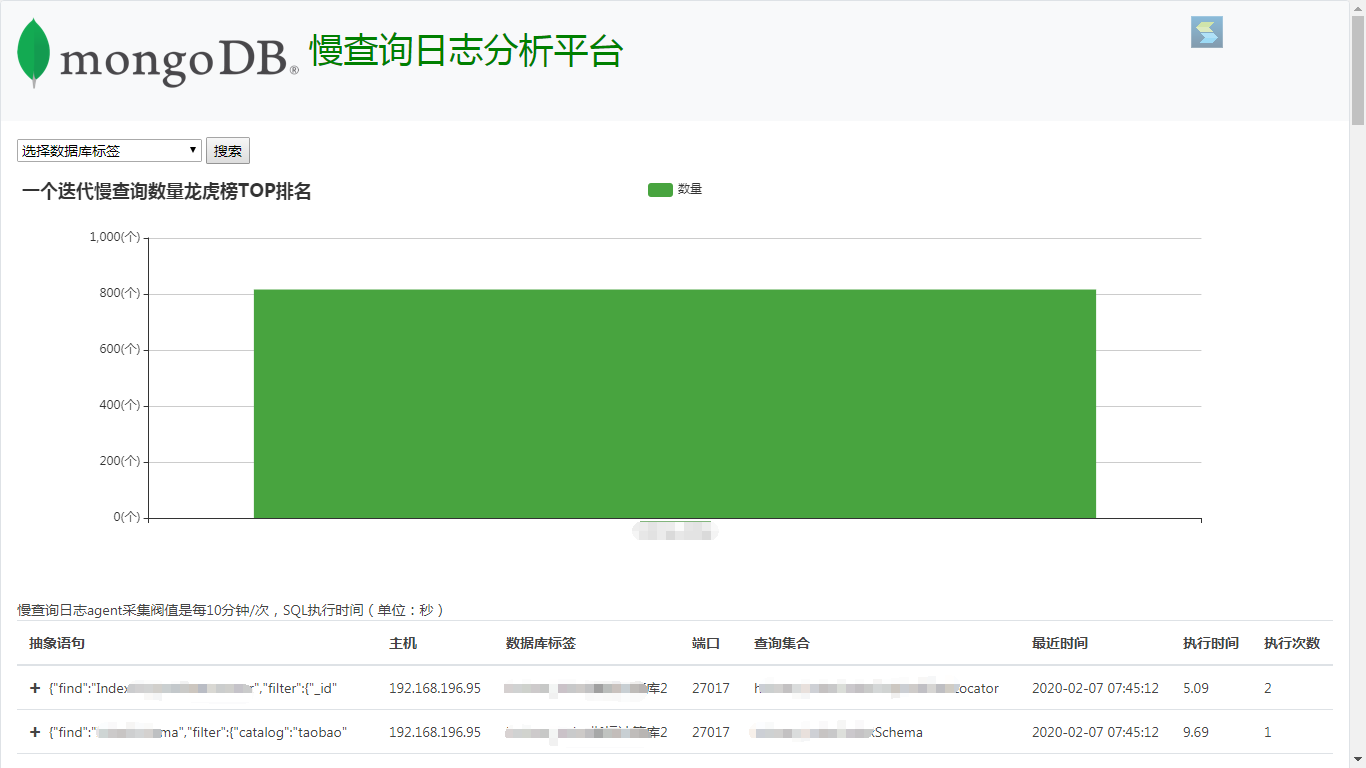 mongoDB® 慢查询日志分析平台
选择数据库标签 搜索
一个迭代慢查询数量龙虎榜TOP排名 数量
1,000(个)
800(个)
600(个)
400(个)
200(个)
0(个)
慢查询日志agent采集阀值是每10分钟/次，SQL执行时间（单位：秒）
抽象语句 主机 数据库标签 端口 查询集合 最近时间 执行时间 执行次数
{"find":"Index","filter":{"_id" 192.168.196.95 库2 27017 Locator 2020-02-07 07:45:12 5.09 2
{"find":"ma","filter":{"catalog":"taobao" 192.168.196.95 库2 27017 Schema 2020-02-07 07:45:12 9.69 1